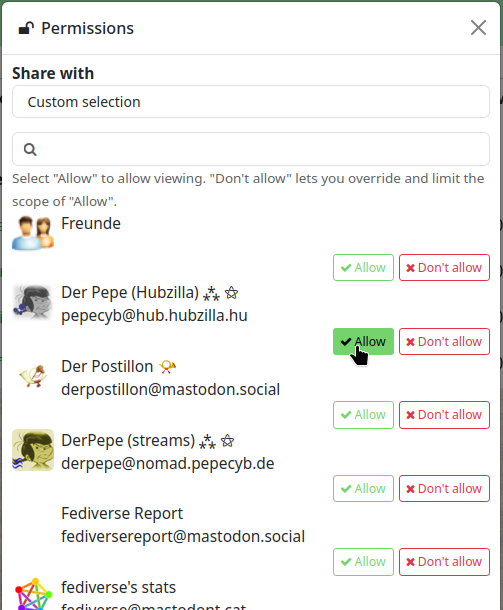 Permissions
Share with
Custom selection
Select "Allow" to allow viewing. "Don't allow" lets you override and limit the
scope of "Allow".
Freunde
Allow Don't allow
Der Pepe (Hubzilla)
pepecyb@hub.hubzilla.hu
Allow Don't allow
Der Postillon
derpostillon@mastodon.social
Allow Don't allow
DerPepe (streams)
derpepe@nomad.pepecyb.de
Allow Don't allow
Fediverse Report
fediversereport@mastodon.social
Allow Don't allow
fediverse's stats
fediverse@mastodont.cat